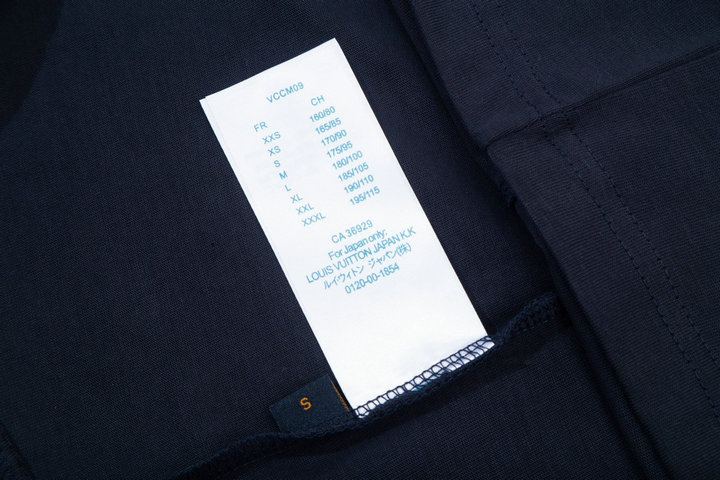 VCCM09
FR CH
XXS 160/80
XS 165/85
S 170/90
M 175/95
L 180/100
XL 185/105
XXL 190/110
XXXL 195/115
CA 36929
For Japan only;
LOUIS VUITTON JAPAN K,K
ルイ・ヴィトン ジャパン(株)
0120-00-1854
S